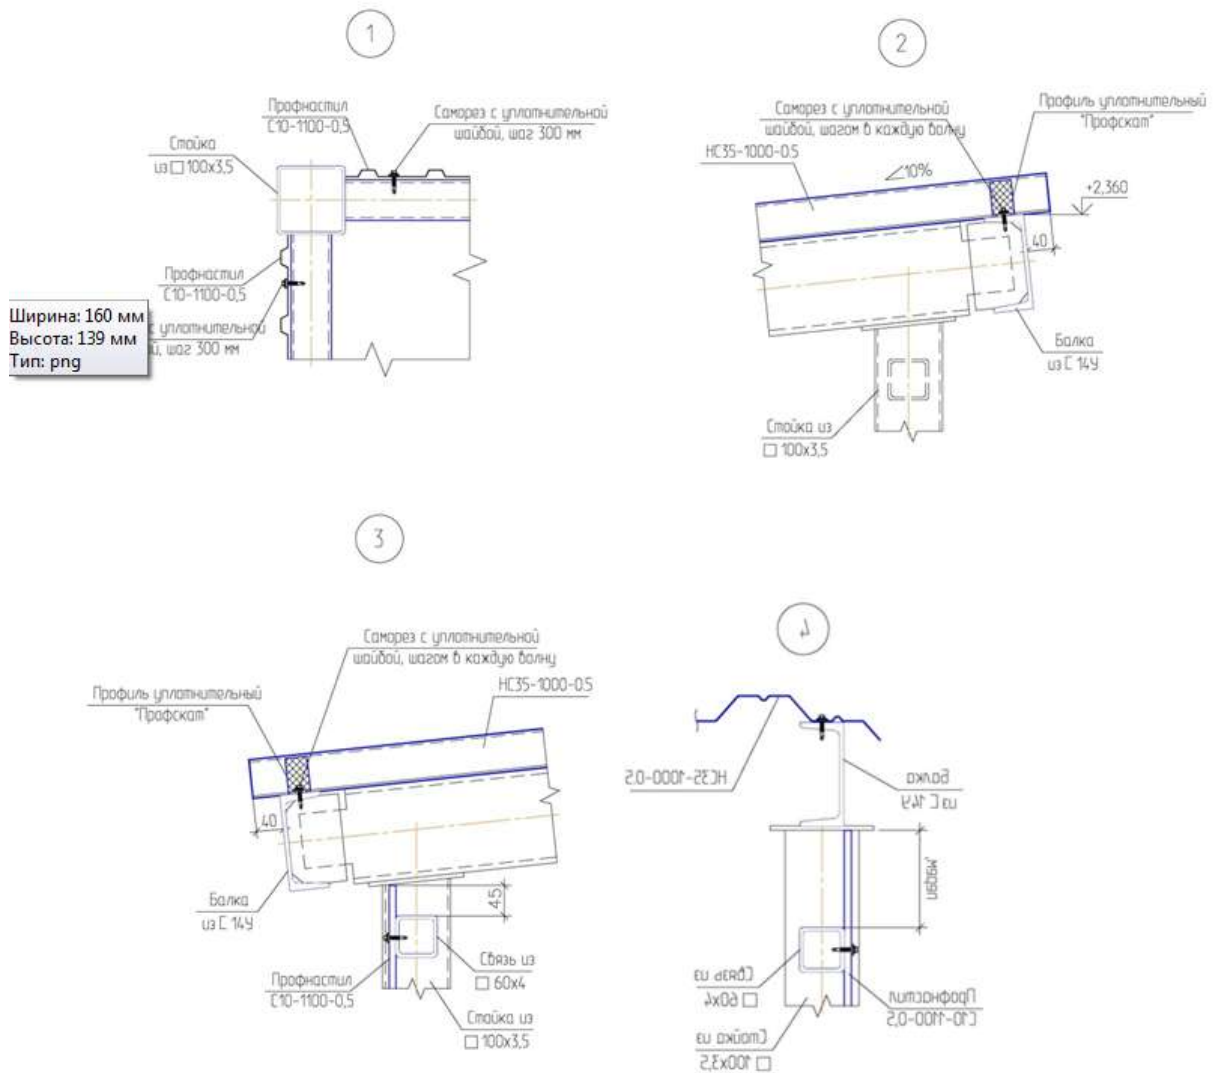 1
Профнастил
С10-1100-0,5
Саморез с уплотнительной
шайбой, шаг 300 мм
Стойка
из □ 100х3,5
Профнастил
С10-1100-0,5
с уплотнительной
шаг 300 мм
Ширина: 160 мм
Высота: 139 мм
Тип: png
2
Саморез с уплотнительной
шайбой, шагом в каждую волну
Профиль уплотнительный
"Профскат"
НС35-1000-0.5
10%
+2,360
40
Балка
из [ 14У
Стойка из
□ 100х3,5
3
Саморез с уплотнительной
шайбой, шагом в каждую волну
Профиль уплотнительный
"Профскат"
НС35-1000-0.5
40
45
Балка
из [ 14У
Профнастил
С10-1100-0,5
Связь из
□ 60х4
Стойка из
□ 100х3,5
4
НС35-1000-0.5
Балка
из [ 14У
Связь из
□ 60х4
Профнастил
С10-1100-0,5
Стойка из
□ 100х3,5